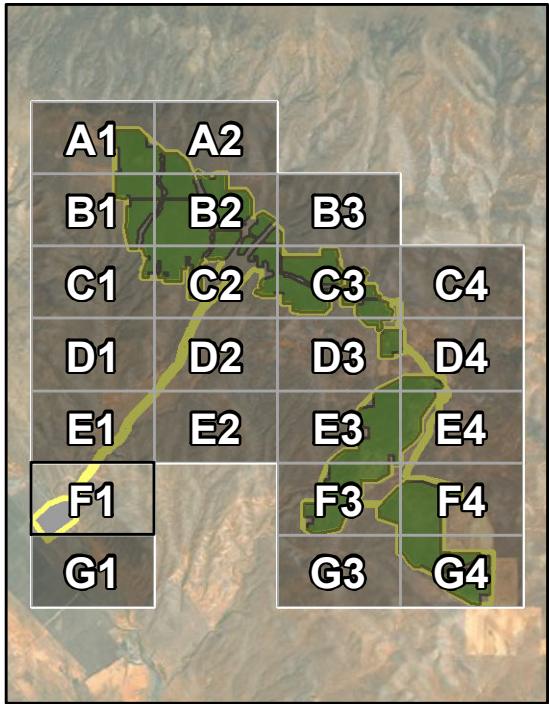 A1 A2
B1 B2 B3
C1 C2 C3 C4
D1 D2 D3 D4
E1 E2 E3 E4
F1 F3 F4
G1 G3 G4